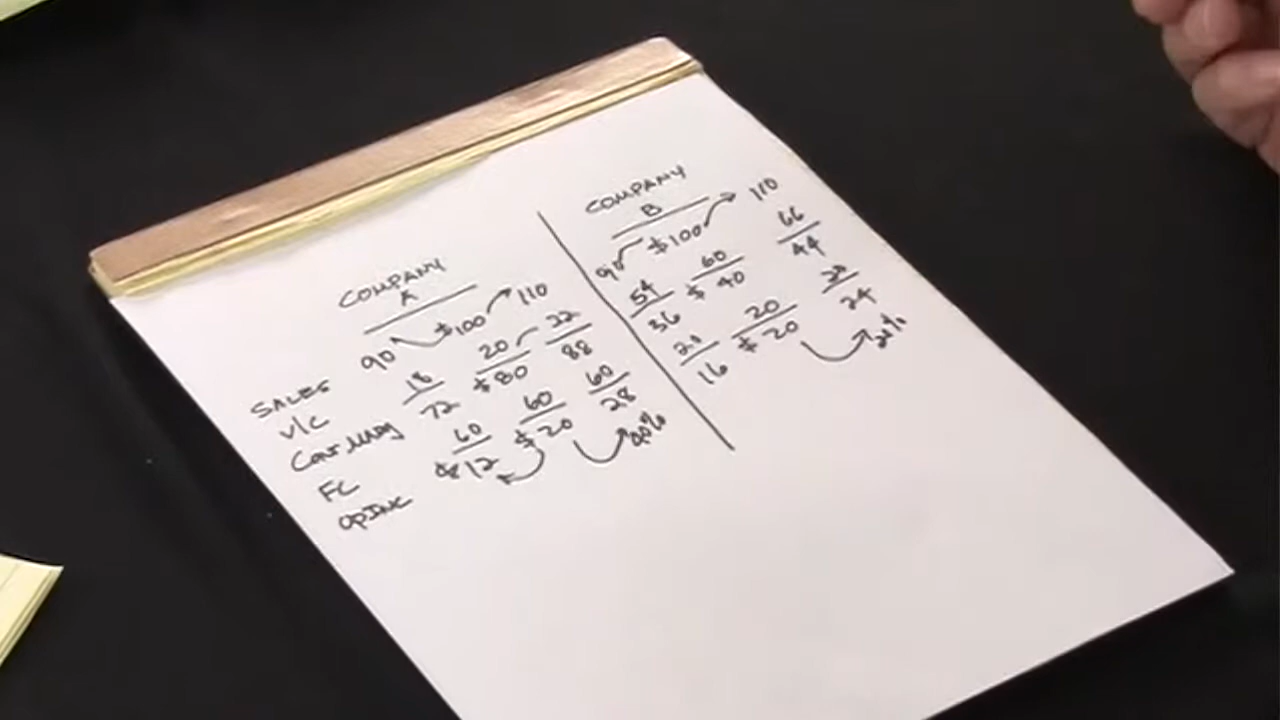 COMPANY
A
90 $100 110
SALES
18 20 22
V/C
72 $80 88
CONT MARG
60 60 60
FC
$12 $20 28
40%
OP INC
COMPANY
B
90 $100 110
54 60 66
36 $40 44
20 20 20
16 $20 24
20%